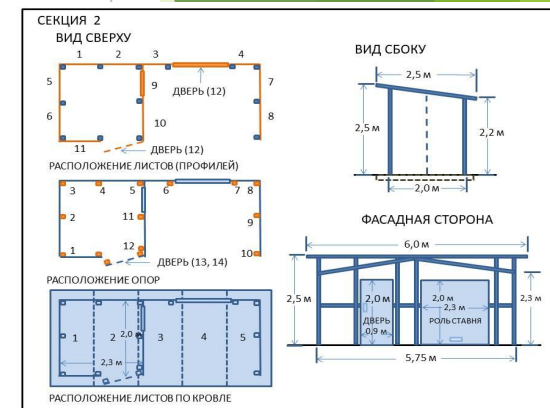 СЕКЦИЯ 2
ВИД СВЕРХУ
1 2 3 4
5 9 7
ДВЕРЬ (12)
6 10 8
11 ДВЕРЬ (12)
РАСПОЛОЖЕНИЕ ЛИСТОВ (ПРОФИЛЕЙ)
3 4 5 6 7 8
2 11 9
1 12 10
ДВЕРЬ (13, 14)
РАСПОЛОЖЕНИЕ ОПОР
2,0 м
1 2 3 4 5
2,3 м
РАСПОЛОЖЕНИЕ ЛИСТОВ ПО КРОВЛЕ
ВИД СБОКУ
2,5 м
2,5 м 2,2 м
2,0 м
ФАСАДНАЯ СТОРОНА
6,0 м
2,5 м 2,0 м 2,0 м 2,3 м
2,3 м
ДВЕРЬ РОЛЬСТАВНЯ
0,9 м
5,75 м